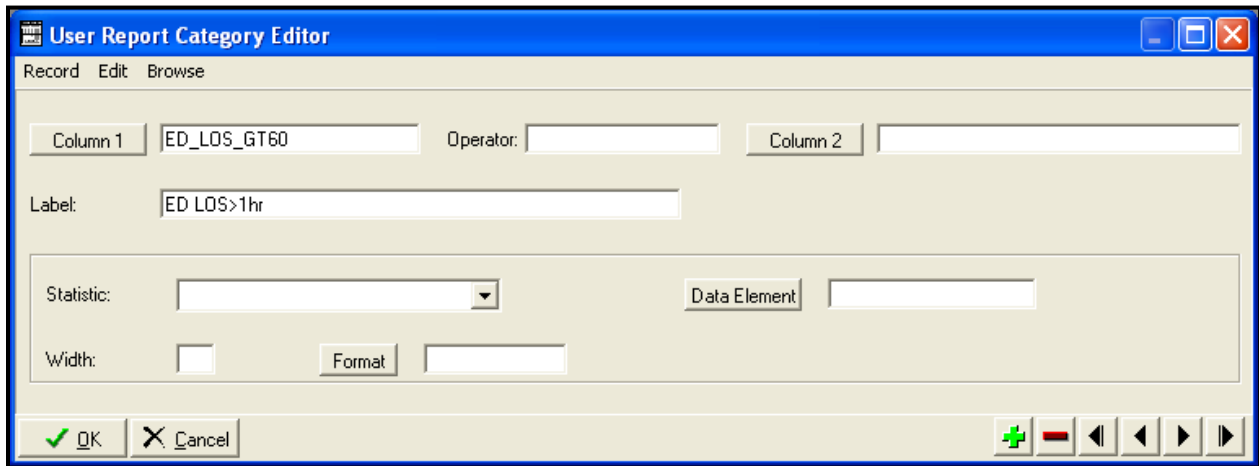 User Report Category Editor
Record Edit Browse
Column 1 ED_LOS_GT60 Operator: Column 2
Label: ED LOS>1hr
Statistic: Data Element
Width: Format
OK Cancel